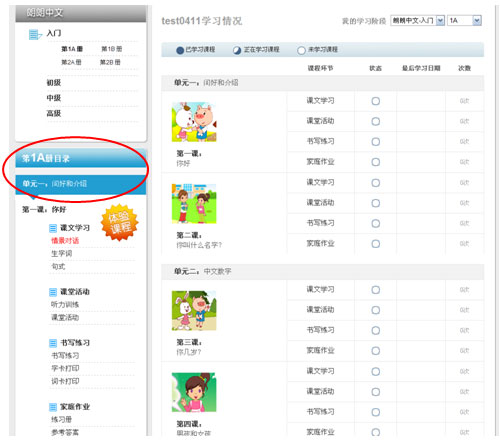 朗朗中文
入门
第1A册 第1B册
第2A册 第2B册
初级
中级
高级
第1A册目录
单元一：问好和介绍
第一课：你好
体验
课程
课文学习
情景对话
生字词
句式
课堂活动
听力训练
课堂活动
书写练习
书写练习
字卡打印
词卡打印
家庭作业
练习册
参考答案
test0411学习情况
我的学习阶段 朗朗中文-入门 1A
已学习课程 正在学习课程 未学习课程
课程环节 状态 最后学习日期 次数
单元一：问好和介绍
课文学习 0次
课堂活动 0次
书写练习 0次
家庭作业 0次
第一课：
你好
课文学习 0次
课堂活动 0次
书写练习 0次
家庭作业 0次
第二课：
你叫什么名字？
单元二：中文数字
课文学习 0次
课堂活动 0次
书写练习 0次
家庭作业 0次
第三课：
你几岁？
课文学习 0次
课堂活动 0次
书写练习 0次
家庭作业 0次
第四课：
男孩和女孩